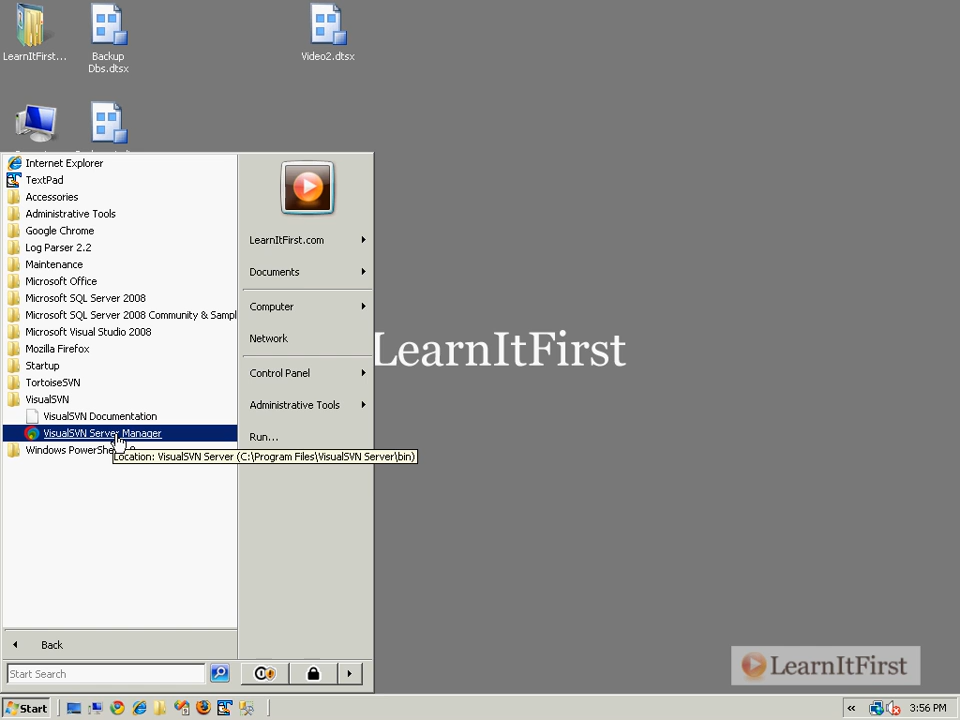 LearnItFirst...
Backup
Dbs.dtsx
Video2.dtsx
Internet Explorer
TextPad
Accessories
Administrative Tools
Google Chrome
Log Parser 2.2
Maintenance
Microsoft Office
Microsoft SQL Server 2008
Microsoft SQL Server 2008 Community & Sampl
Microsoft Visual Studio 2008
Mozilla Firefox
Startup
TortoiseSVN
VisualSVN
VisualSVN Documentation
VisualSVN Server Manager
Windows
Location: VisualSVN Server (C:\Program Files\VisualSVN Server\bin)
Back
Start Search
LearnItFirst.com
Documents
Computer
Network
Control Panel
Administrative Tools
Run...
LearnItFirst
LearnItFirst
Start
3:56 PM